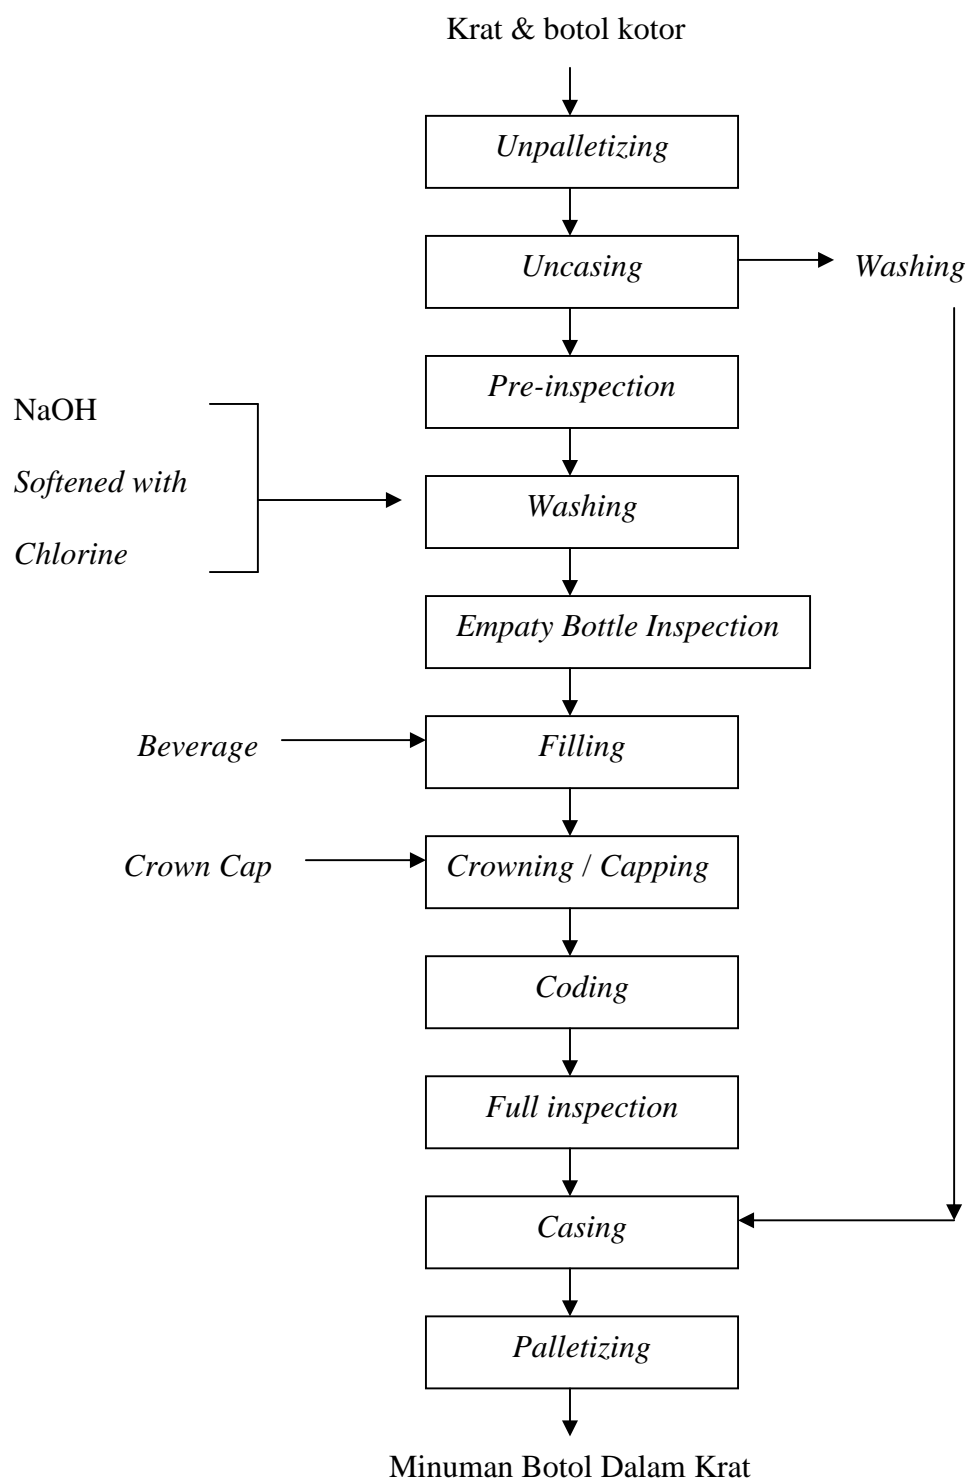 Krat & botol kotor
Unpalletizing
Uncasing
Washing
Pre-inspection
NaOH
Softened with
Chlorine
Washing
Empaty Bottle Inspection
Beverage
Filling
Crown Cap
Crowning / Capping
Coding
Full inspection
Casing
Palletizing
Minuman Botol Dalam Krat